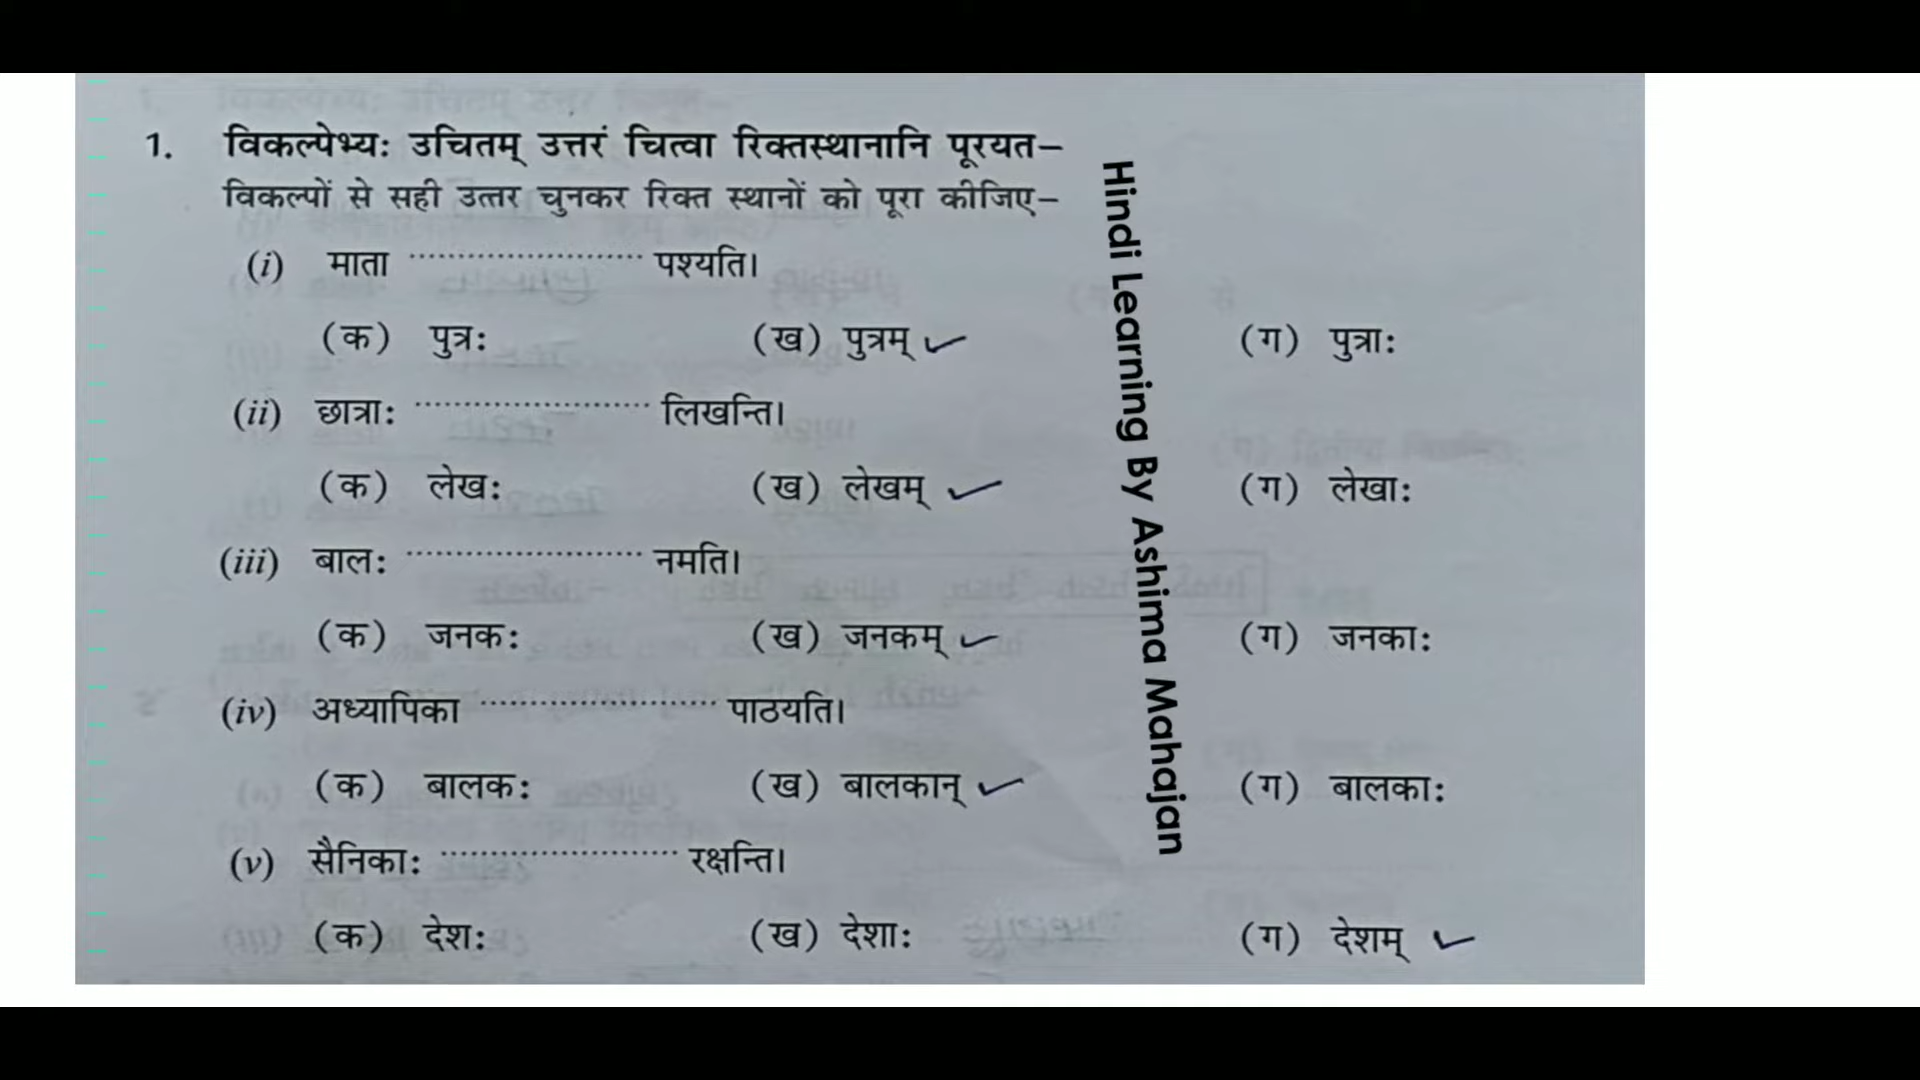 1. विकल्पेभ्यः उचितम् उत्तरं चित्वा रिक्तस्थानानि पूरयत–
विकल्पों से सही उत्तर चुनकर रिक्त स्थानों को पूरा कीजिए–
(i) माता ........................ पश्यति।
(क) पुत्रः (ख) पुत्रम् ✓ (ग) पुत्राः
(ii) छात्राः ........................ लिखन्ति।
(क) लेखः (ख) लेखम् ✓ (ग) लेखाः
(iii) बालः ........................ नमति।
(क) जनकः (ख) जनकम् ✓ (ग) जनकाः
(iv) अध्यापिका ........................ पाठयति।
(क) बालकः (ख) बालकान् ✓ (ग) बालकाः
(v) सैनिकाः ........................ रक्षन्ति।
(क) देशः (ख) देशाः (ग) देशम् ✓
Hindi Learning By Ashima Mahajan